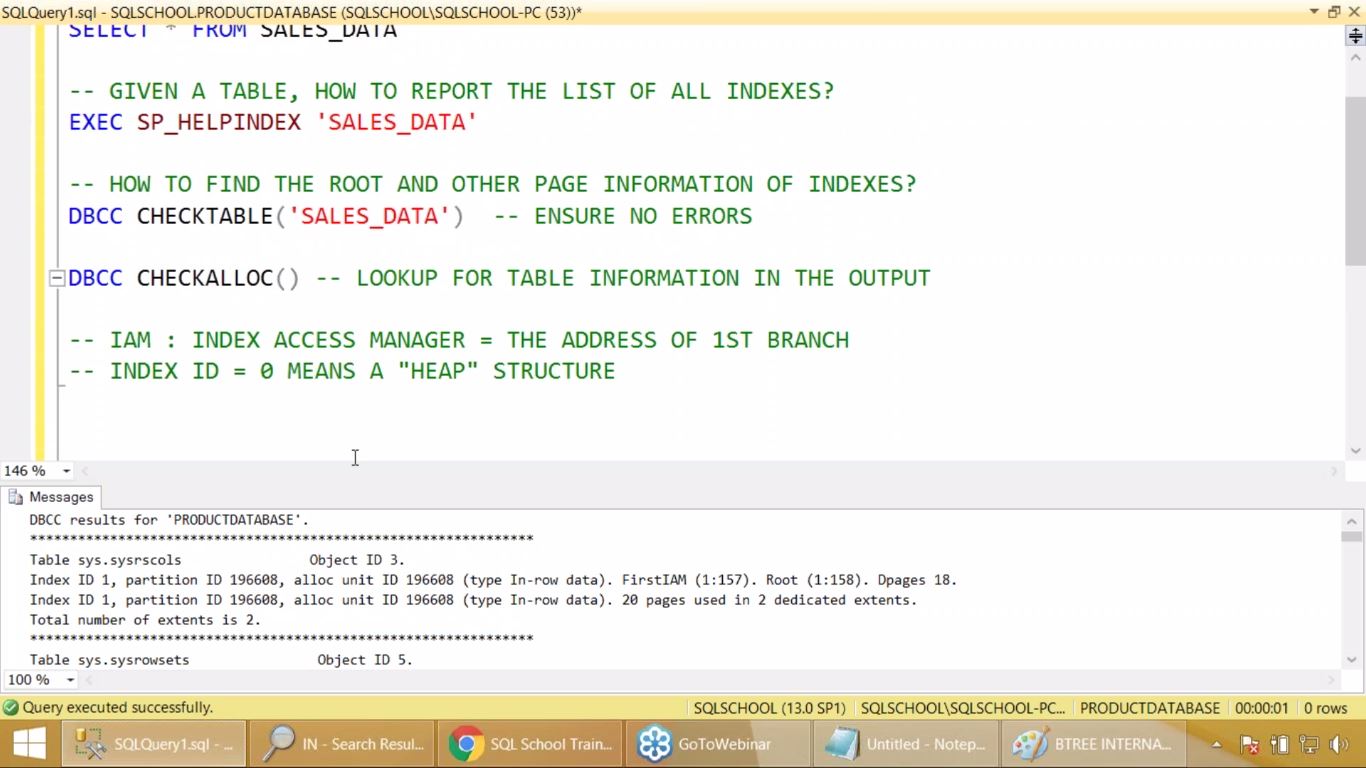 SQLQuery1.sql - SQLSCHOOL.PRODUCTDATABASE (SQLSCHOOL\SQLSCHOOL-PC (53))*
SELECT * FROM SALES_DATA
-- GIVEN A TABLE, HOW TO REPORT THE LIST OF ALL INDEXES?
EXEC SP_HELPINDEX 'SALES_DATA'
-- HOW TO FIND THE ROOT AND OTHER PAGE INFORMATION OF INDEXES?
DBCC CHECKTABLE('SALES_DATA')  -- ENSURE NO ERRORS
DBCC CHECKALLOC() -- LOOKUP FOR TABLE INFORMATION IN THE OUTPUT
-- IAM : INDEX ACCESS MANAGER = THE ADDRESS OF 1ST BRANCH
-- INDEX ID = 0 MEANS A "HEAP" STRUCTURE
146 %
Messages
DBCC results for 'PRODUCTDATABASE'.
***************************************************************
Table sys.sysrscols                Object ID 3.
Index ID 1, partition ID 196608, alloc unit ID 196608 (type In-row data). FirstIAM (1:157). Root (1:158). Dpages 18.
Index ID 1, partition ID 196608, alloc unit ID 196608 (type In-row data). 20 pages used in 2 dedicated extents.
Total number of extents is 2.
***************************************************************
Table sys.sysrowsets                Object ID 5.
100 %
Query executed successfully. SQLSCHOOL (13.0 SP1) SQLSCHOOL\SQLSCHOOL-PC... PRODUCTDATABASE 00:00:01 0 rows
SQLQuery1.sql - ... IN - Search Resul... SQL School Train... GoToWebinar Untitled - Notep... BTREE INTERNA...